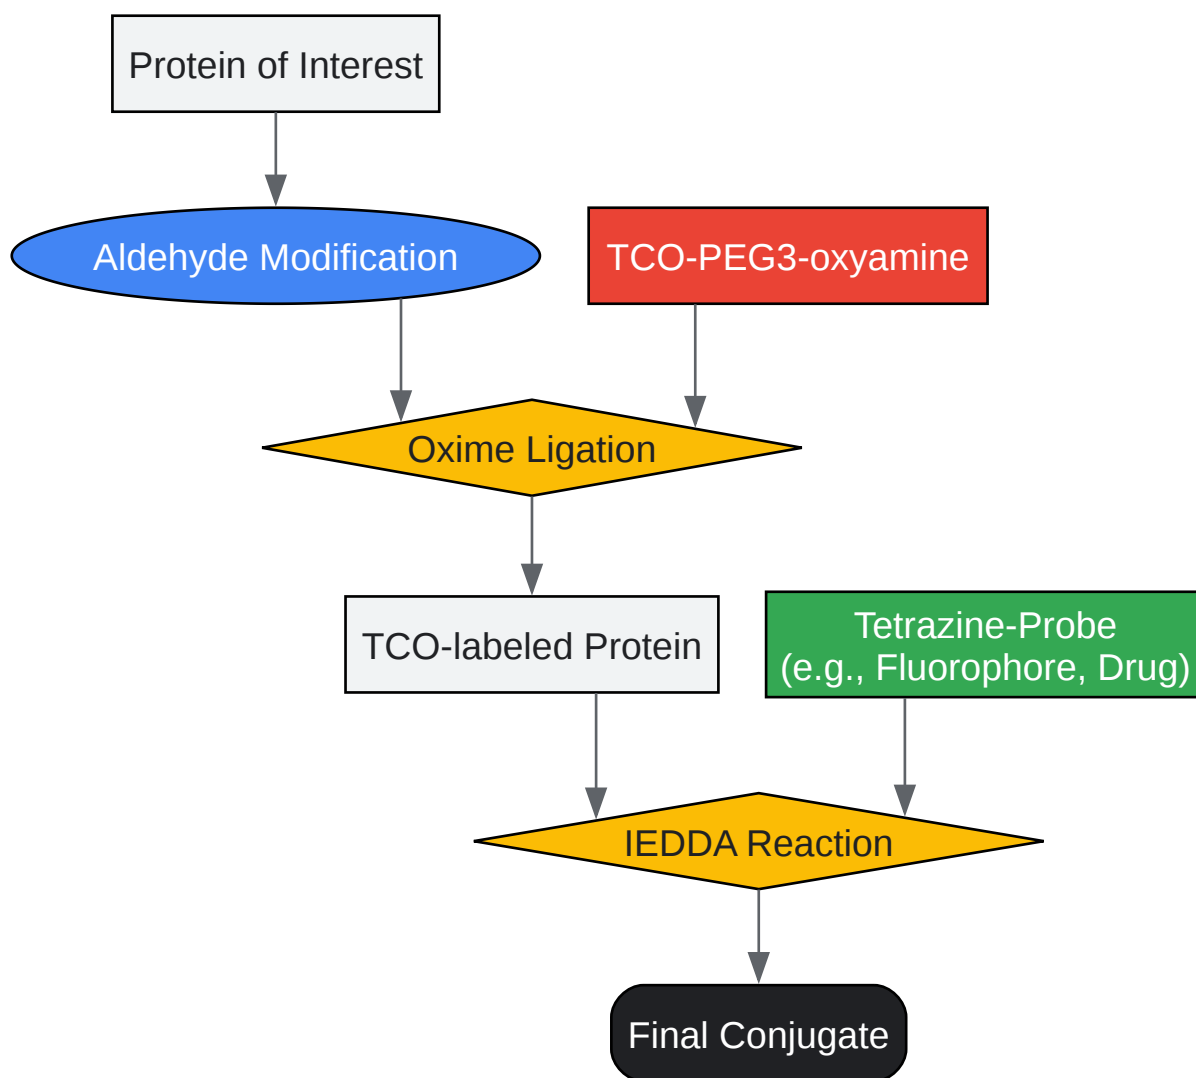 Protein of Interest
Aldehyde Modification
TCO-PEG3-oxyamine
Oxime Ligation
TCO-labeled Protein
Tetrazine-Probe
(e.g., Fluorophore, Drug)
IEDDA Reaction
Final Conjugate